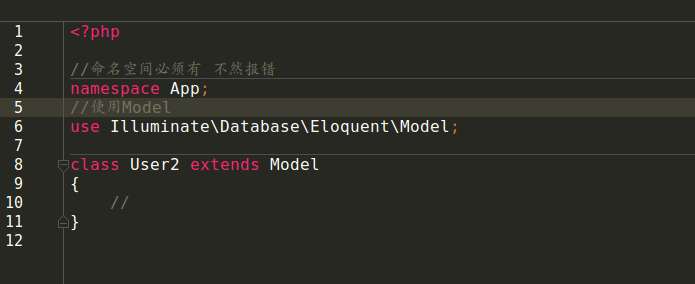 1 <?php
2
3 //命名空间必须有 不然报错
4 namespace App;
5 //使用Model
6 use Illuminate\Database\Eloquent\Model;
7
8 class User2 extends Model
9 {
10     //
11 }
12